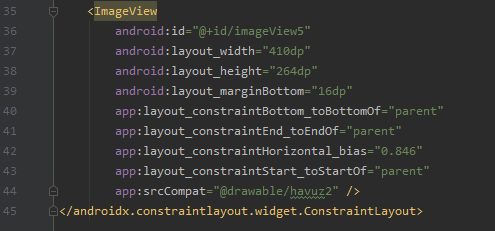 35 <ImageView
36 android:id="@+id/imageView5"
37 android:layout_width="410dp"
38 android:layout_height="264dp"
39 android:layout_marginBottom="16dp"
40 app:layout_constraintBottom_toBottomOf="parent"
41 app:layout_constraintEnd_toEndOf="parent"
42 app:layout_constraintHorizontal_bias="0.846"
43 app:layout_constraintStart_toStartOf="parent"
44 app:srcCompat="@drawable/havuz2" />
45 </androidx.constraintlayout.widget.ConstraintLayout>